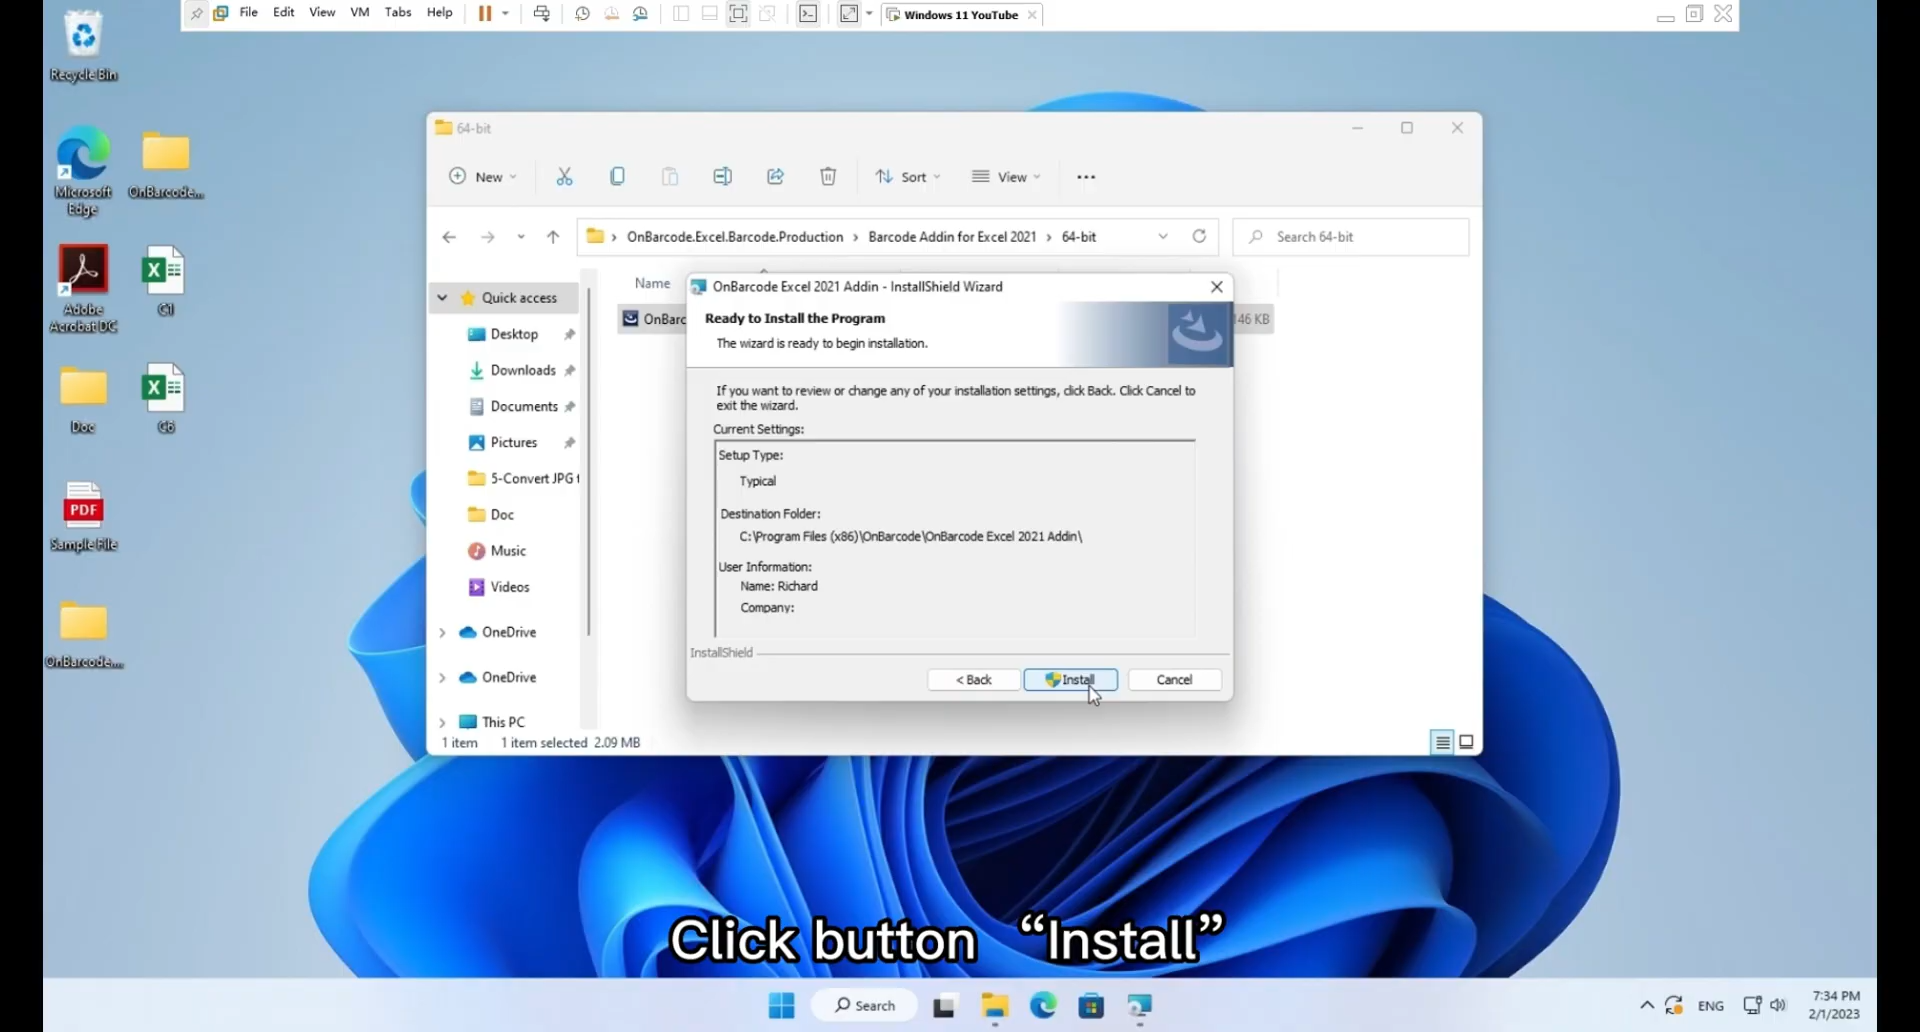 File Edit View VM Tabs Help
Windows 11 YouTube
Recycle Bin
Microsoft
Edge
OnBarcode...
Adobe
Acrobat DC
C1
Doc
C6
PDF
Sample File
OnBarcode...
64-bit
New
Sort
View
OnBarcode.Excel.Barcode.Production › Barcode Addin for Excel 2021 › 64-bit
Search 64-bit
Quick access
Desktop
Downloads
Documents
Pictures
5-Convert JPG t
Doc
Music
Videos
OneDrive
OneDrive
This PC
Name
OnBarc
146 KB
1 item 1 item selected 2.09 MB
OnBarcode Excel 2021 Addin - InstallShield Wizard
Ready to Install the Program
The wizard is ready to begin installation.
If you want to review or change any of your installation settings, click Back. Click Cancel to
exit the wizard.
Current Settings:
Setup Type:
Typical
Destination Folder:
C:\Program Files (x86)\OnBarcode\OnBarcode Excel 2021 Addin\
User Information:
Name: Richard
Company:
InstallShield
< Back
Install
Cancel
Click button “Install”
Search
ENG
7:34 PM
2/1/2023